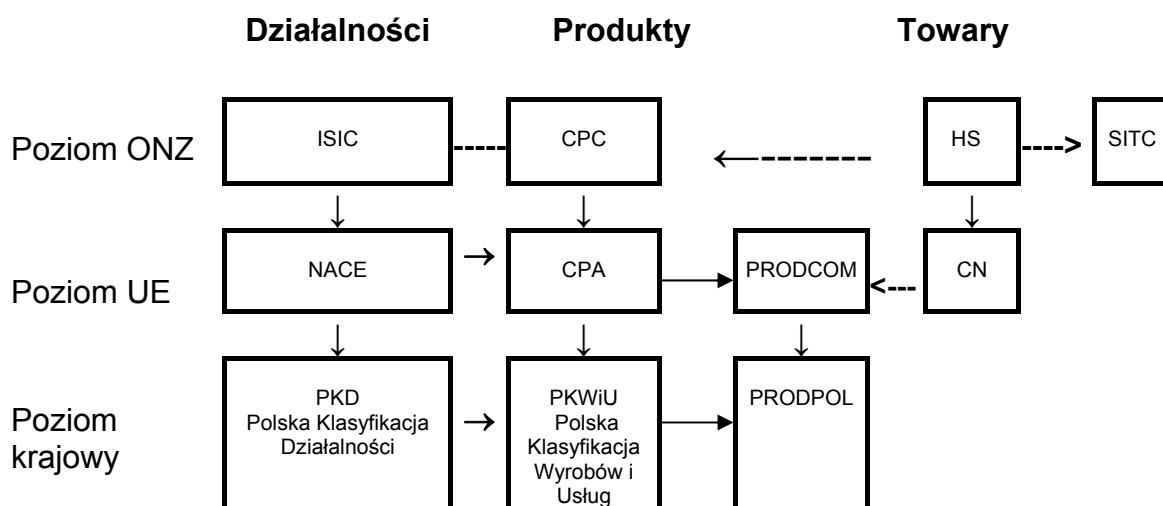 Działalności Produkty Towary
Poziom ONZ
ISIC
CPC
HS
SITC
Poziom UE
NACE
CPA
PRODCOM
CN
Poziom
krajowy
PKD
Polska Klasyfikacja
Działalności
PKWiU
Polska
Klasyfikacja
Wyrobów i
Usług
PRODPOL